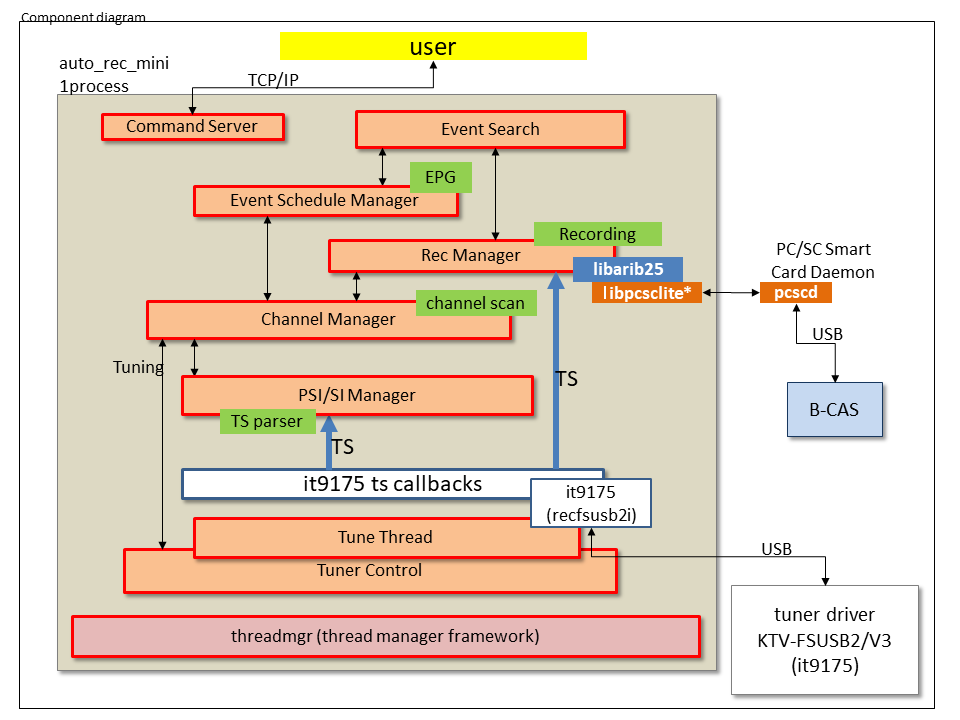 Component diagram
user
auto_rec_mini
1process
TCP/IP
Command Server
Event Search
EPG
Event Schedule Manager
Recording
Rec Manager
libarib25
libpcsclite*
PC/SC Smart
Card Daemon
pcscd
channel scan
Channel Manager
USB
Tuning
PSI/SI Manager
TS
B-CAS
TS parser
TS
it9175 ts callbacks
it9175
(recfsusb2i)
Tune Thread
USB
Tuner Control
tuner driver
KTV-FSUSB2/V3
(it9175)
threadmgr (thread manager framework)